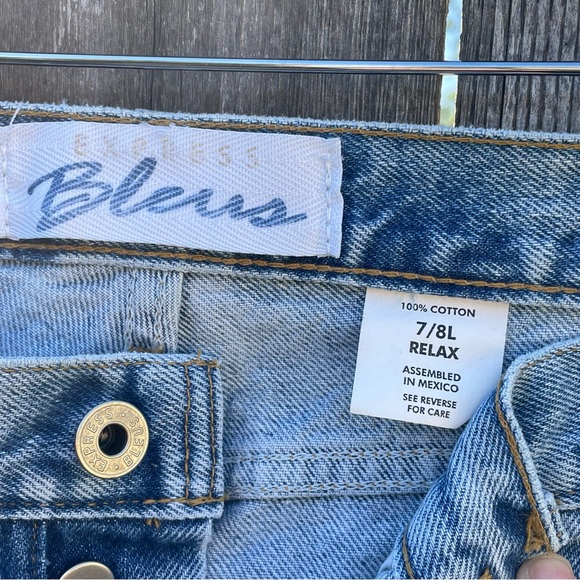 EXPRESS
Bleus
100% COTTON
7/8L
RELAX
ASSEMBLED
IN MEXICO
SEE REVERSE
FOR CARE
EXPRESS BLEUS